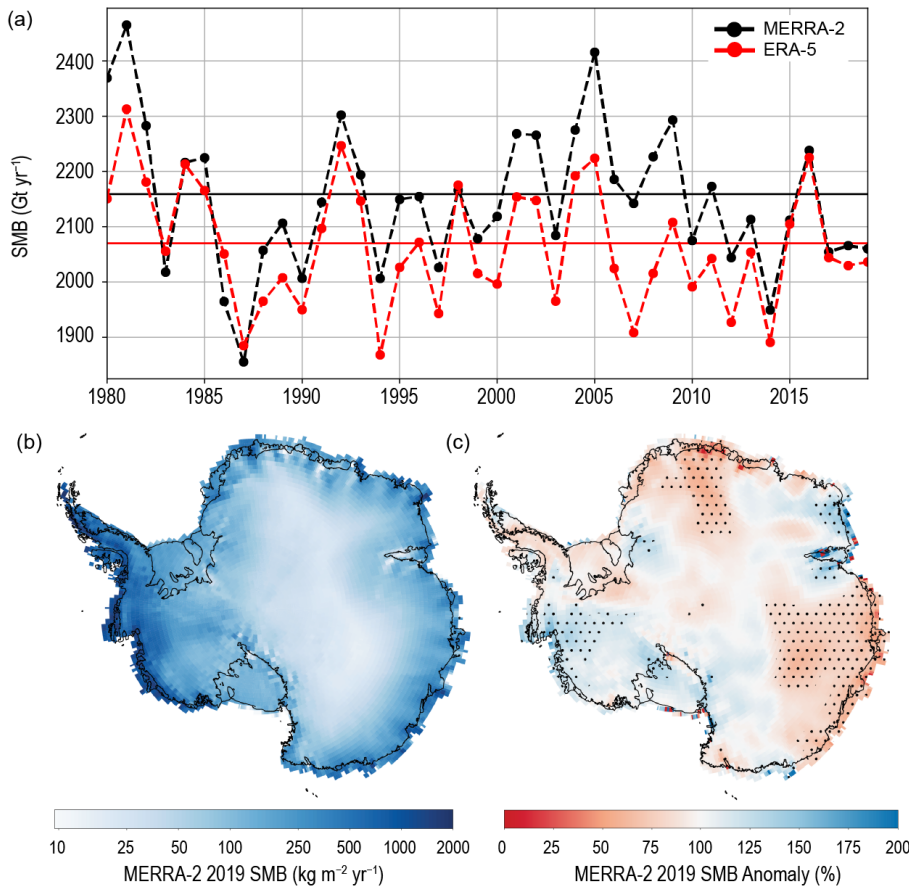 (a)
MERRA-2
ERA-5
SMB (Gt yr⁻¹)
2400
2300
2200
2100
2000
1900
1980 1985 1990 1995 2000 2005 2010 2015
(b)
(c)
10 25 50 100 250 500 1000 2000
MERRA-2 2019 SMB (kg m⁻² yr⁻¹)
0 25 50 75 100 125 150 175 200
MERRA-2 2019 SMB Anomaly (%)